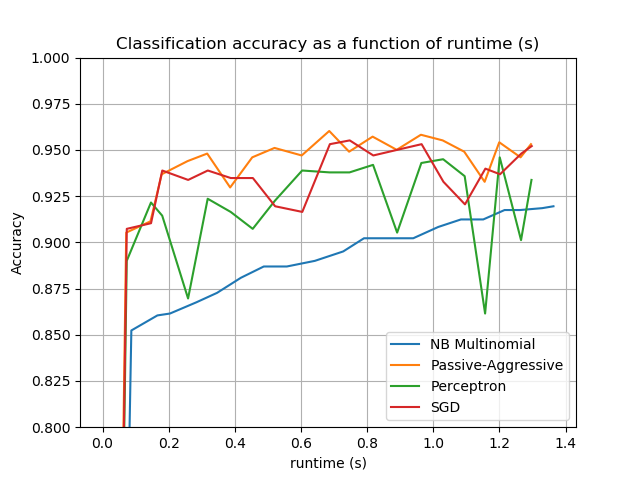 Classification accuracy as a function of runtime (s)
1.000
0.975
0.950
0.925
0.900
0.875
0.850
0.825
0.800
Accuracy
NB Multinomial
Passive-Aggressive
Perceptron
SGD
0.0 0.2 0.4 0.6 0.8 1.0 1.2 1.4
runtime (s)